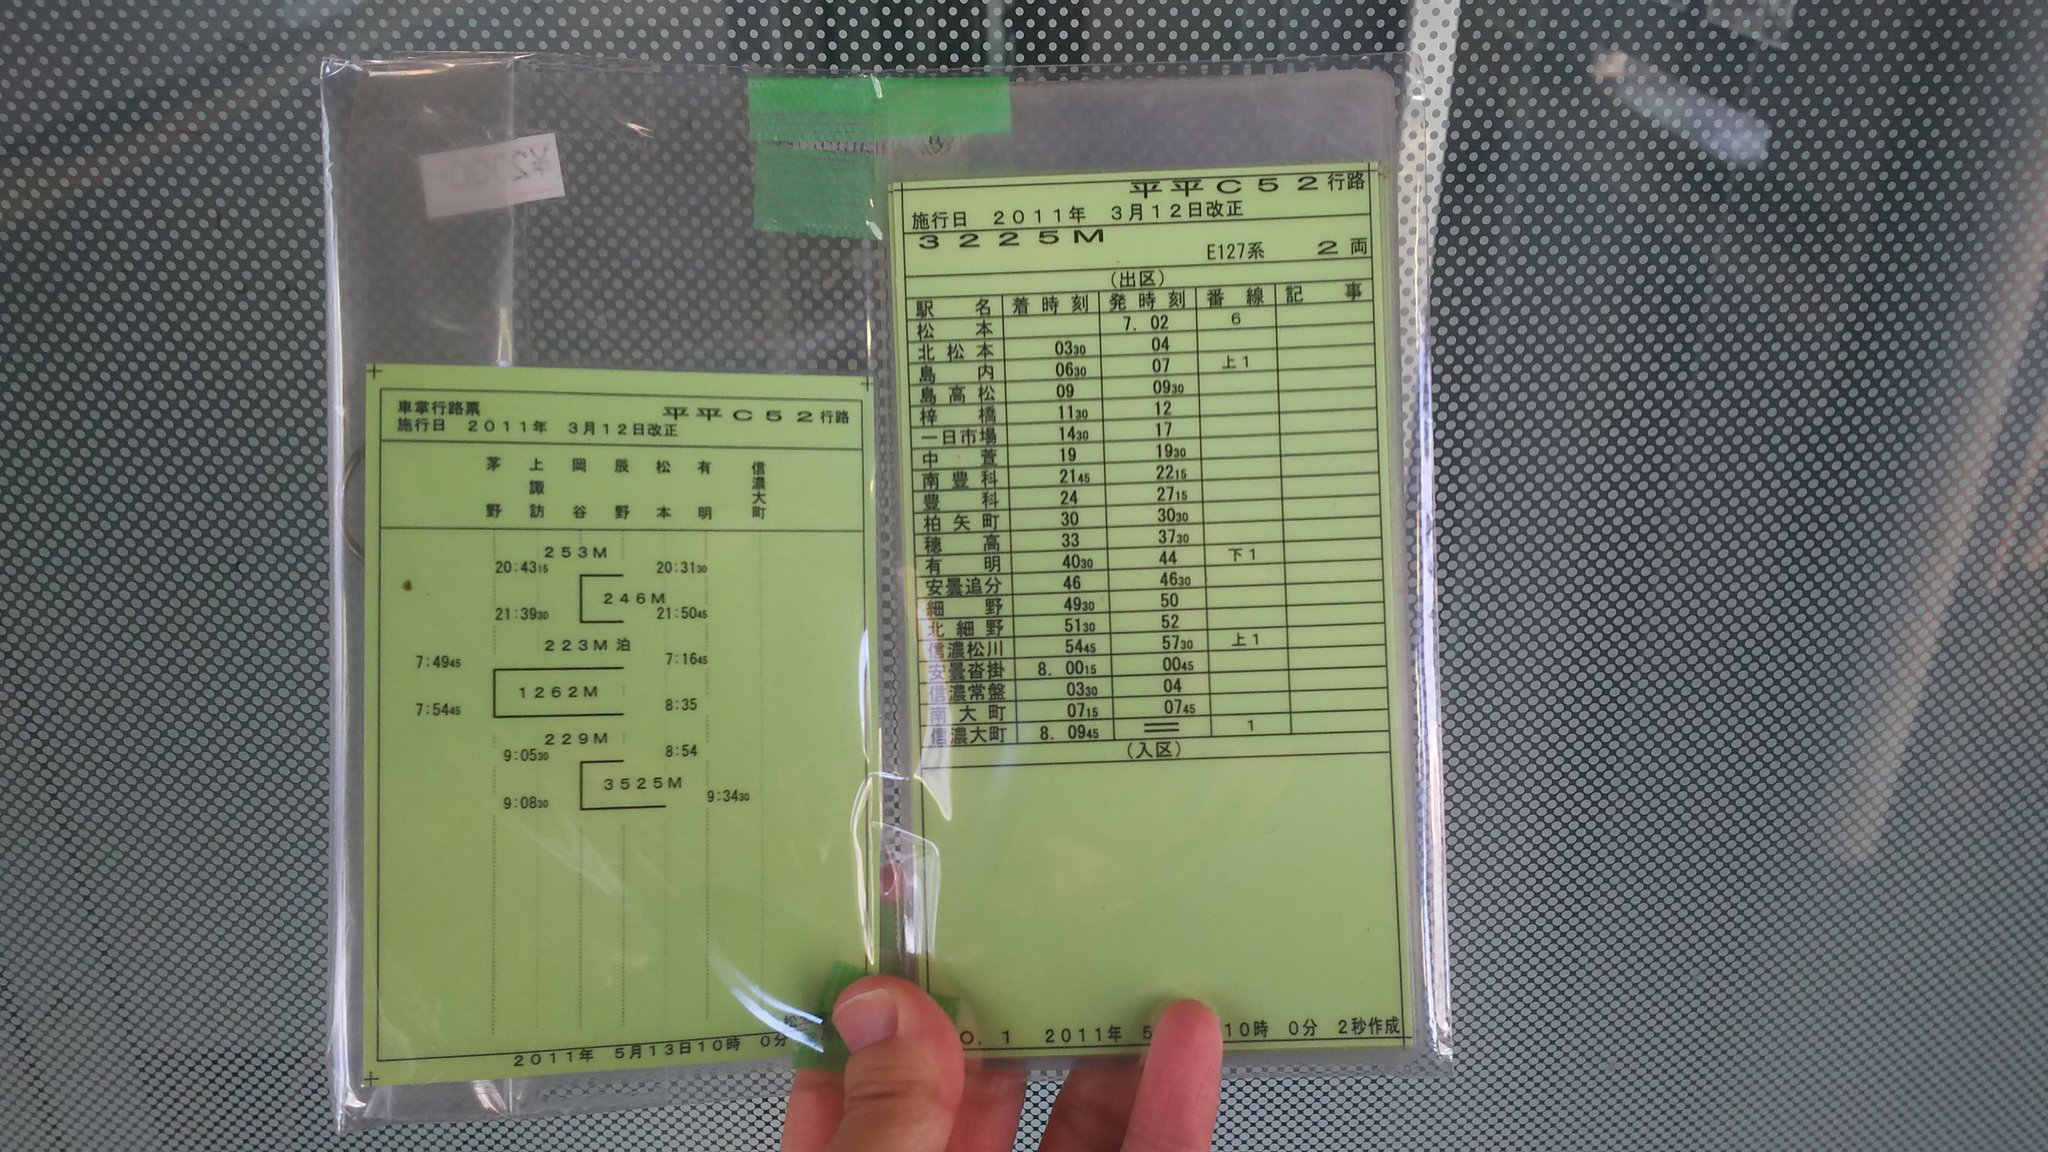 車掌行路票 平平C52行路
施行日 2011年 3月12日改正
茅野 上諏訪 岡谷 辰野 松本 有明 信濃大町
253M
20:4315 20:3130
246M
21:3930 21:5045
223M 泊
7:4945 7:1645
1262M
7:5445 8:35
229M
9:0530 8:54
3525M
9:0830 9:3430
2011年 5月13日10時 0分
平平C52行路
施行日 2011年 3月12日改正
3225M
E127系 2両
(出区)
駅名 着時刻 発時刻 番線 記事
松本 7.02 6
北松本 0330 04
島内 0630 07 上1
島高松 09 0930
梓橋 1130 12
一日市場 1430 17
中萱 19 1930
南豊科 2145 2215
豊科 24 2715
柏矢町 30 3030
穂高 33 3730
有明 4030 44 下1
安曇追分 46 4630
細野 4930 50
北細野 5130 52
信濃松川 5445 5730 上1
安曇沓掛 8.0015 0045
信濃常盤 0330 04
南大町 0715 0745
信濃大町 8.0945 = 1
(入区)
O.1 2011年 5 10時 0分 2秒作成